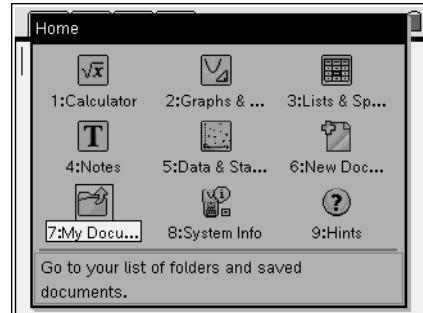 Home
1:Calculator 2:Graphs & ... 3:Lists & Sp...
4:Notes 5:Data & Sta... 6:New Doc...
7:My Docu... 8:System Info 9:Hints
Go to your list of folders and saved
documents.